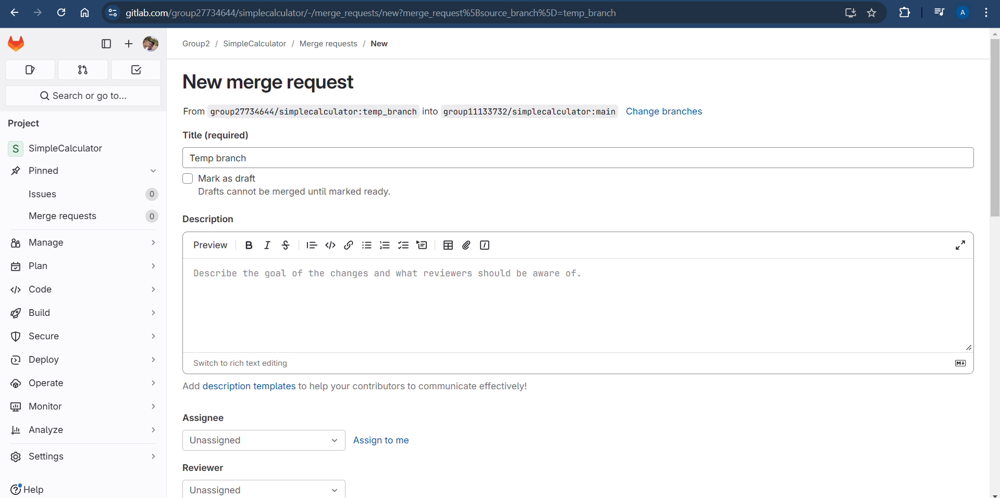 gitlab.com/group27734644/simplecalculator/-/merge_requests/new?merge_request%5Bsource_branch%5D=temp_branch
A
Search or go to...
Project
S SimpleCalculator
Pinned
Issues 0
Merge requests 0
Manage
Plan
Code
Build
Secure
Deploy
Operate
Monitor
Analyze
Settings
Help
Group2 / SimpleCalculator / Merge requests / New
New merge request
From group27734644/simplecalculator:temp_branch into group11133732/simplecalculator:main Change branches
Title (required)
Temp branch
Mark as draft
Drafts cannot be merged until marked ready.
Description
Preview B I S
Describe the goal of the changes and what reviewers should be aware of.
Switch to rich text editing
Add description templates to help your contributors to communicate effectively!
Assignee
Unassigned Assign to me
Reviewer
Unassigned